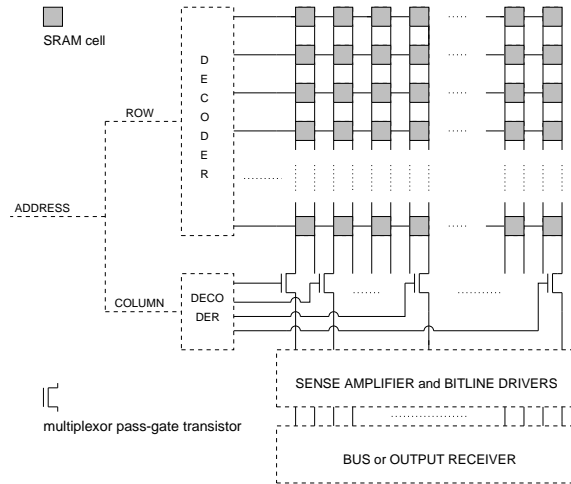 SRAM cell
ROW
D
E
C
O
D
E
R
ADDRESS
COLUMN
DECO
DER
SENSE AMPLIFIER and BITLINE DRIVERS
multiplexor pass-gate transistor
BUS or OUTPUT RECEIVER